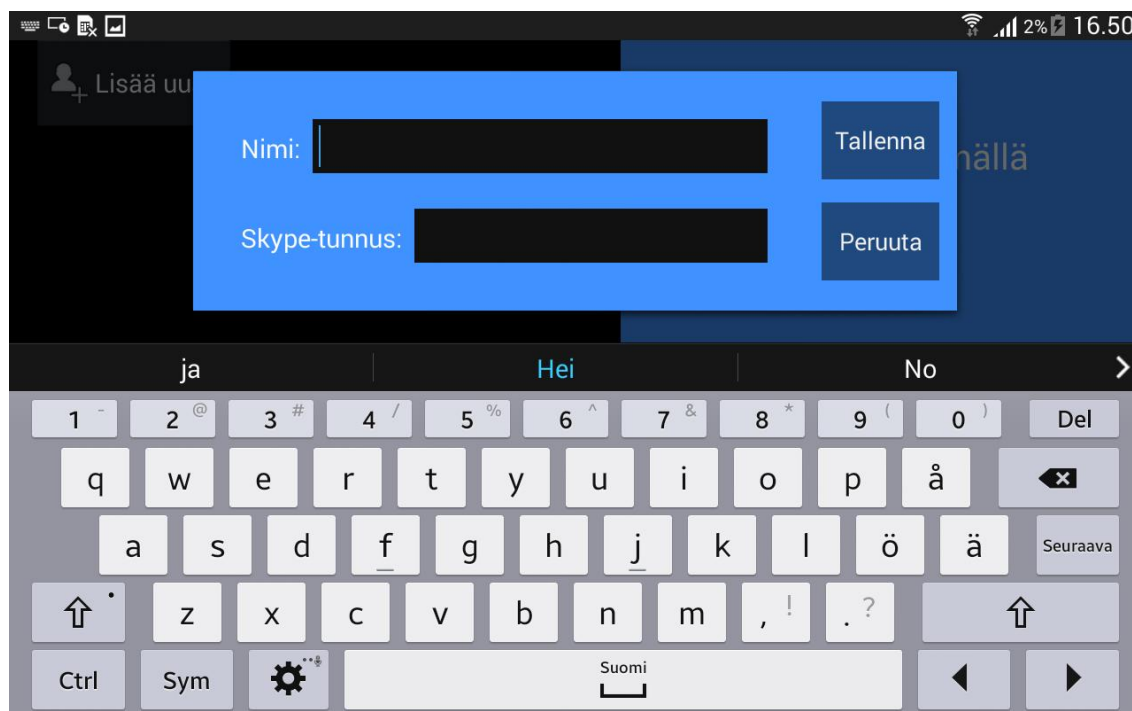 2% 16.50
Lisää uu
Nimi:
Tallenna
nällä
Skype-tunnus:
Peruuta
ja Hei No
1 - 2 @ 3 # 4 / 5 % 6 ^ 7 & 8 * 9 ( 0 ) Del
q w e r t y u i o p å
a s d f g h j k l ö ä Seuraava
z x c v b n m , ! . ?
Ctrl Sym Suomi